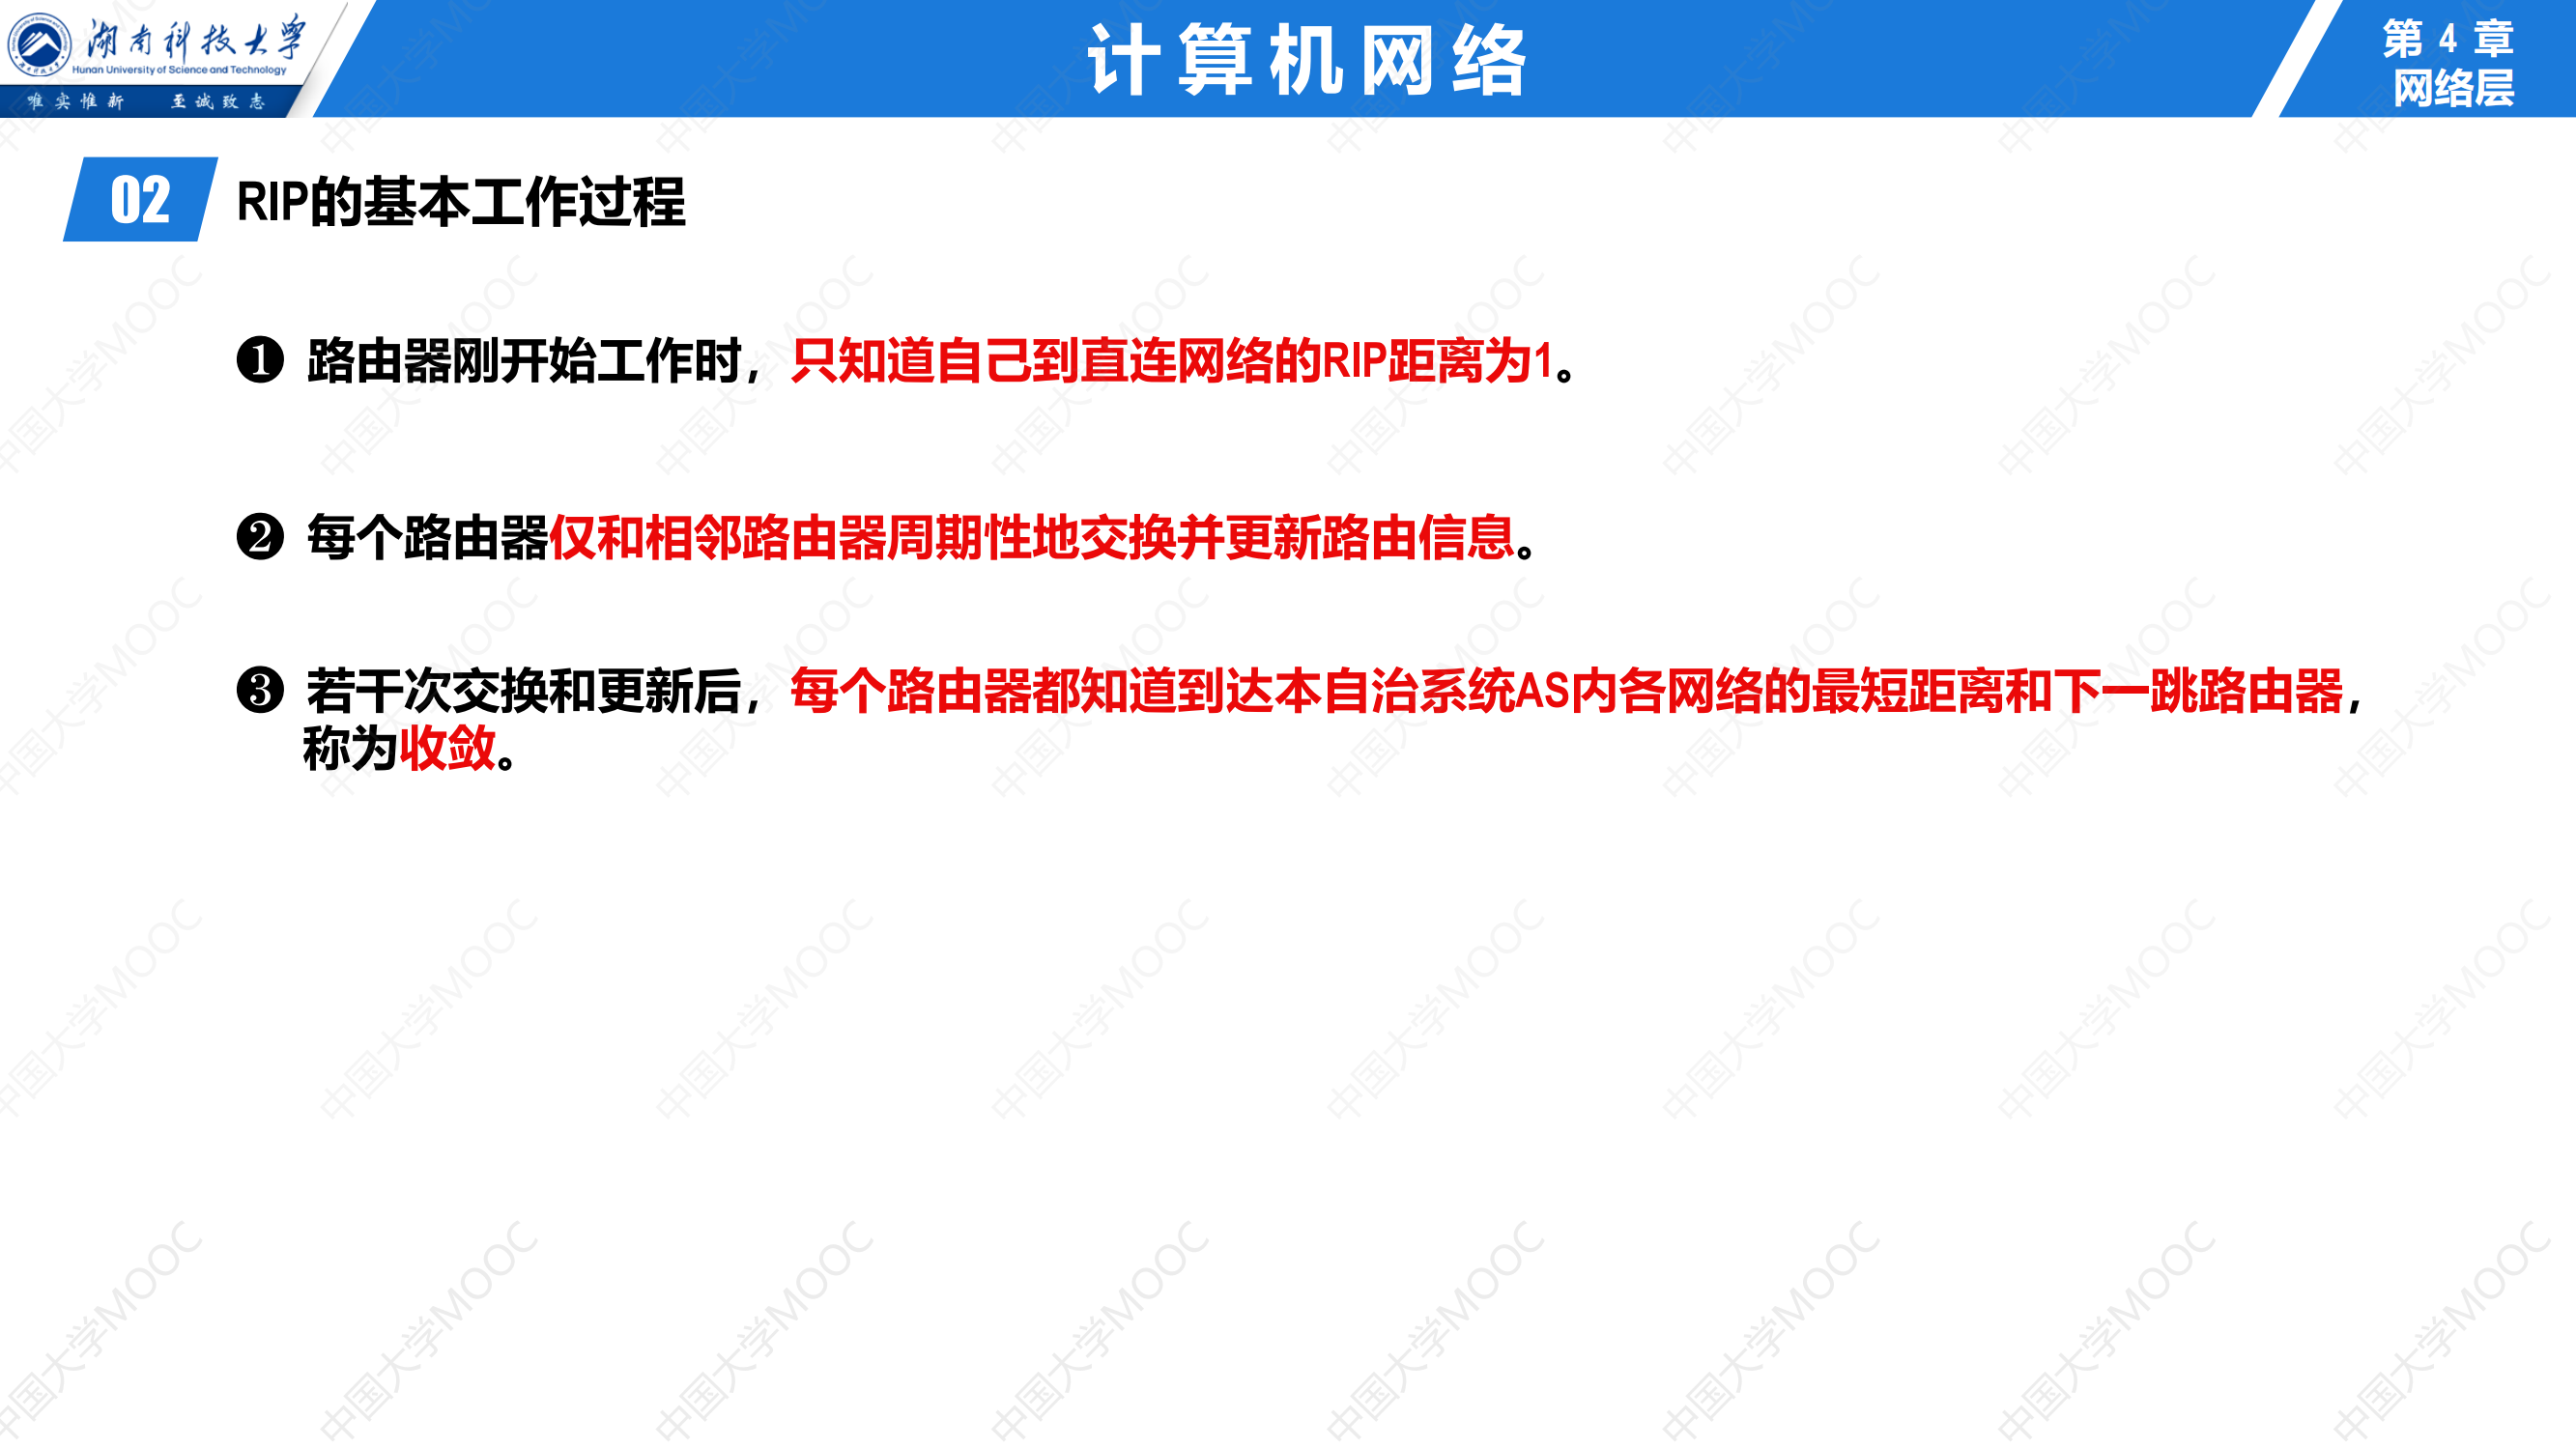 湖南科技大学
Hunan University of Science and Technology
唯实惟新 至诚致志
计算机网络
第 4 章
网络层
02 RIP的基本工作过程
❶ 路由器刚开始工作时，只知道自己到直连网络的RIP距离为1。
❷ 每个路由器仅和相邻路由器周期性地交换并更新路由信息。
❸ 若干次交换和更新后，每个路由器都知道到达本自治系统AS内各网络的最短距离和下一跳路由器，
称为收敛。
中国大学MOOC